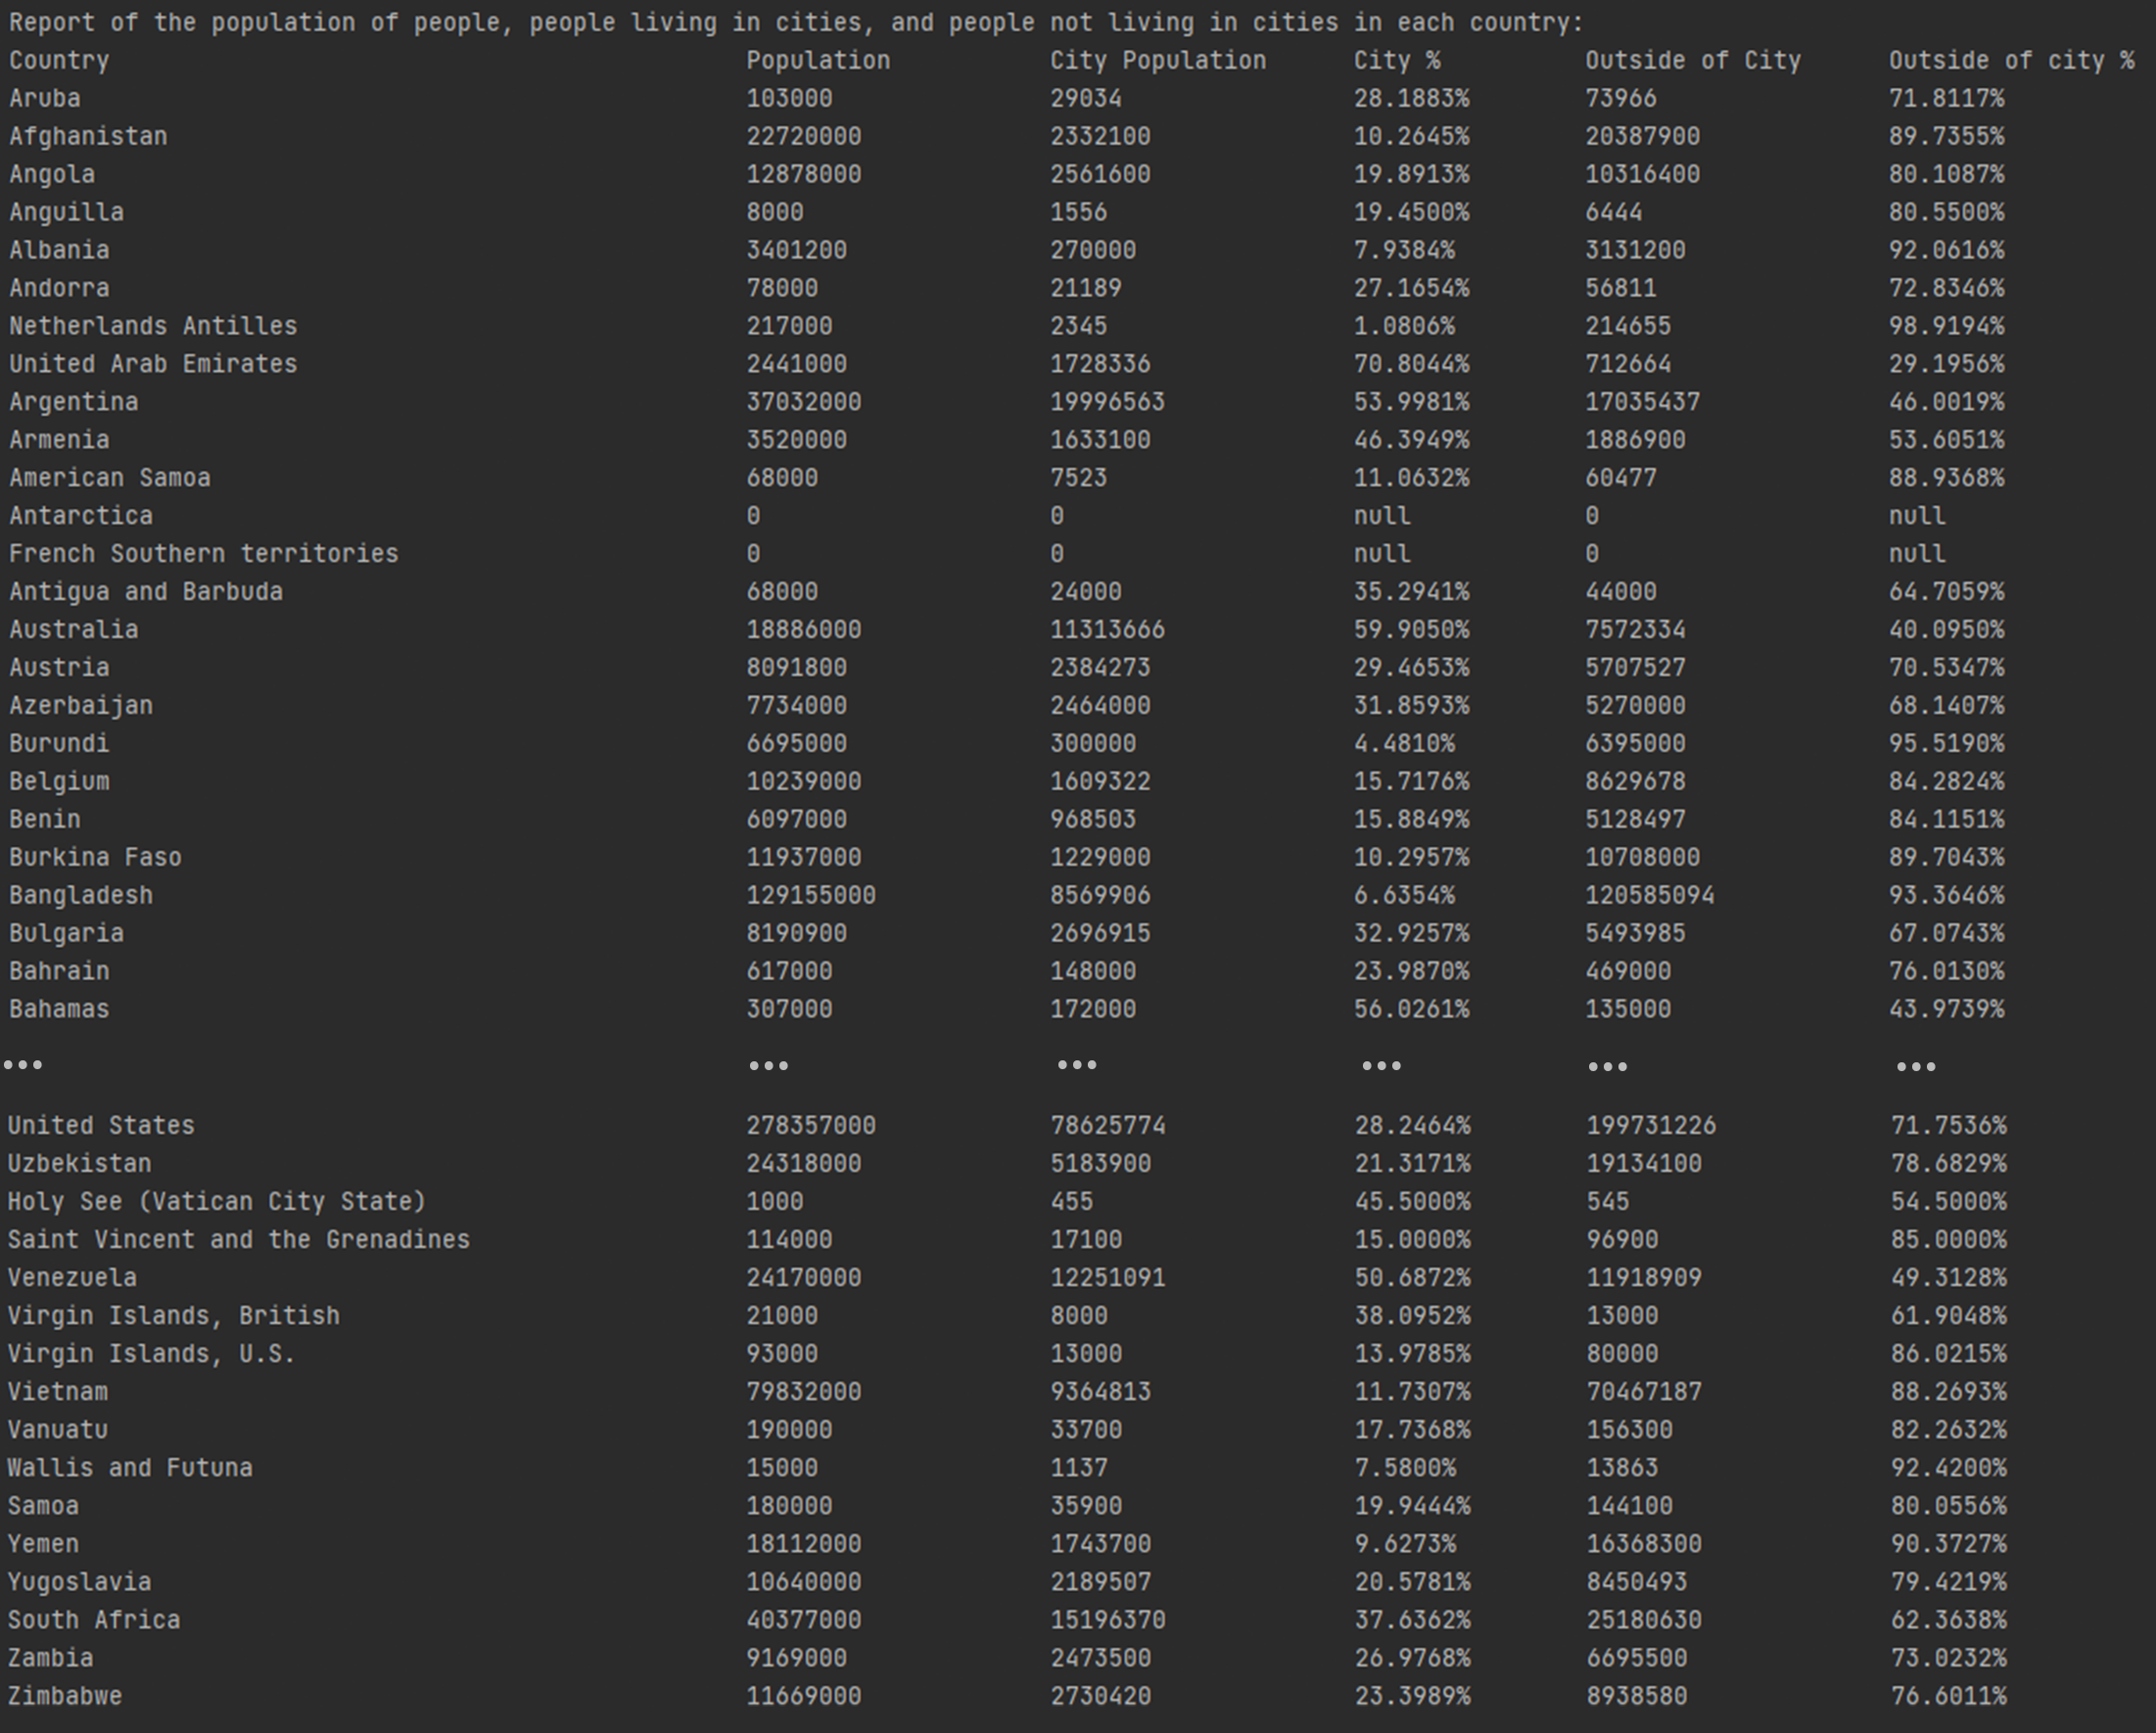 Report of the population of people, people living in cities, and people not living in cities in each country:
Country Population City Population City % Outside of City Outside of city %
Aruba 103000 29034 28.1883% 73966 71.8117%
Afghanistan 22720000 2332100 10.2645% 20387900 89.7355%
Angola 12878000 2561600 19.8913% 10316400 80.1087%
Anguilla 8000 1556 19.4500% 6444 80.5500%
Albania 3401200 270000 7.9384% 3131200 92.0616%
Andorra 78000 21189 27.1654% 56811 72.8346%
Netherlands Antilles 217000 2345 1.0806% 214655 98.9194%
United Arab Emirates 2441000 1728336 70.8044% 712664 29.1956%
Argentina 37032000 19996563 53.9981% 17035437 46.0019%
Armenia 3520000 1633100 46.3949% 1886900 53.6051%
American Samoa 68000 7523 11.0632% 60477 88.9368%
Antarctica 0 0 null 0 null
French Southern territories 0 0 null 0 null
Antigua and Barbuda 68000 24000 35.2941% 44000 64.7059%
Australia 18886000 11313666 59.9050% 7572334 40.0950%
Austria 8091800 2384273 29.4653% 5707527 70.5347%
Azerbaijan 7734000 2464000 31.8593% 5270000 68.1407%
Burundi 6695000 300000 4.4810% 6395000 95.5190%
Belgium 10239000 1609322 15.7176% 8629678 84.2824%
Benin 6097000 968503 15.8849% 5128497 84.1151%
Burkina Faso 11937000 1229000 10.2957% 10708000 89.7043%
Bangladesh 129155000 8569906 6.6354% 120585094 93.3646%
Bulgaria 8190900 2696915 32.9257% 5493985 67.0743%
Bahrain 617000 148000 23.9870% 469000 76.0130%
Bahamas 307000 172000 56.0261% 135000 43.9739%
... ... ... ... ... ...
United States 278357000 78625774 28.2464% 199731226 71.7536%
Uzbekistan 24318000 5183900 21.3171% 19134100 78.6829%
Holy See (Vatican City State) 1000 455 45.5000% 545 54.5000%
Saint Vincent and the Grenadines 114000 17100 15.0000% 96900 85.0000%
Venezuela 24170000 12251091 50.6872% 11918909 49.3128%
Virgin Islands, British 21000 8000 38.0952% 13000 61.9048%
Virgin Islands, U.S. 93000 13000 13.9785% 80000 86.0215%
Vietnam 79832000 9364813 11.7307% 70467187 88.2693%
Vanuatu 190000 33700 17.7368% 156300 82.2632%
Wallis and Futuna 15000 1137 7.5800% 13863 92.4200%
Samoa 180000 35900 19.9444% 144100 80.0556%
Yemen 18112000 1743700 9.6273% 16368300 90.3727%
Yugoslavia 10640000 2189507 20.5781% 8450493 79.4219%
South Africa 40377000 15196370 37.6362% 25180630 62.3638%
Zambia 9169000 2473500 26.9768% 6695500 73.0232%
Zimbabwe 11669000 2730420 23.3989% 8938580 76.6011%